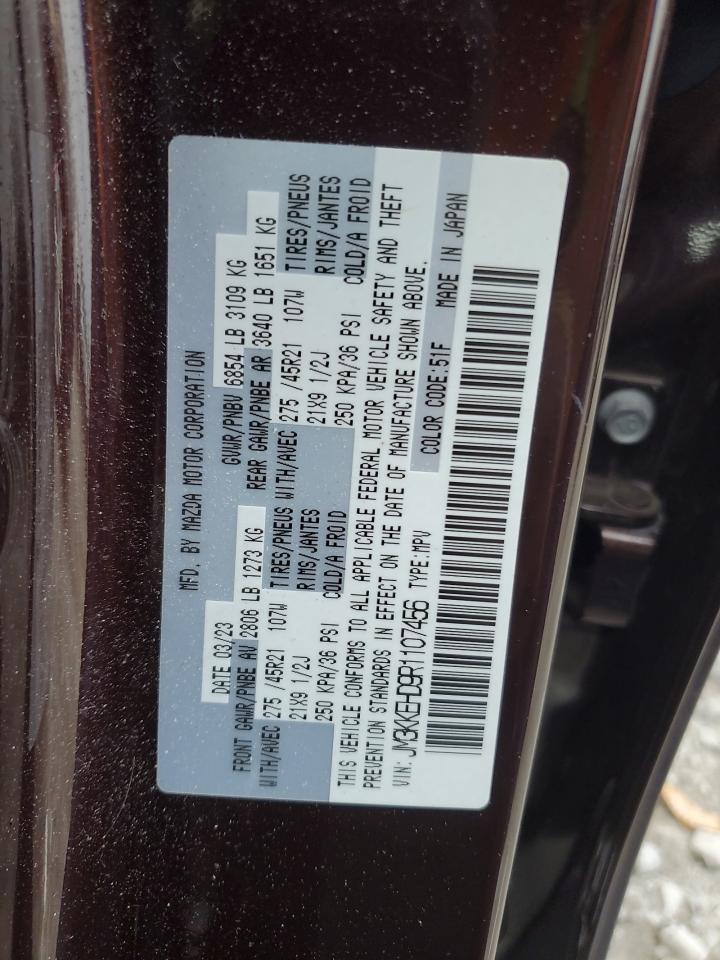 MFD. BY MAZDA MOTOR CORPORATION
DATE 03/23 GVWR/PNBV 6854 LB 3109 KG
FRONT GAWR/PNBE AV 2806 LB 1273 KG REAR GAWR/PNBE AR 3640 LB 1651 KG
WITH/AVEC 275 /45R21 107W TIRES/PNEUS WITH/AVEC 275 /45R21 107W TIRES/PNEUS
21X9 1/2J RIMS/JANTES 21X9 1/2J RIMS/JANTES
250 KPA/36 PSI COLD/A FROID 250 KPA/36 PSI COLD/A FROID
THIS VEHICLE CONFORMS TO ALL APPLICABLE FEDERAL MOTOR VEHICLE SAFETY AND THEFT
PREVENTION STANDARDS IN EFFECT ON THE DATE OF MANUFACTURE SHOWN ABOVE.
VIN: JM3KKEHD9R1107456 TYPE:MPV COLOR CODE:51F MADE IN JAPAN